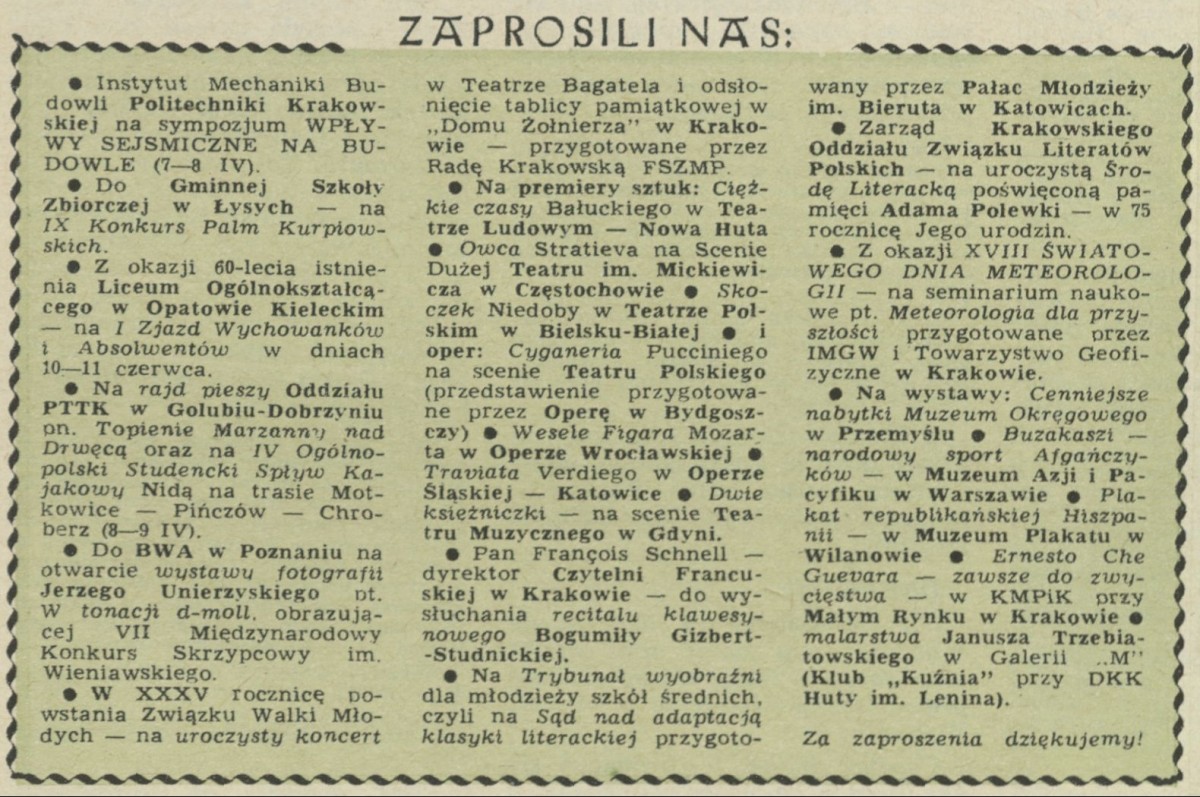 ZAPROSILI NAS:
● Instytut Mechaniki Bu-
dowli Politechniki Krakow-
skiej na sympozjum WPŁY-
WY SEJSMICZNE NA BU-
DOWLE (7—8 IV).
● Do Gminnej Szkoły
Zbiorczej w Łysych — na
IX Konkurs Palm Kurpiow-
skich.
● Z okazji 60-lecia istnie-
nia Liceum Ogólnokształcą-
cego w Opatowie Kieleckim
— na I Zjazd Wychowanków
i Absolwentów w dniach
10—11 czerwca.
● Na rajd pieszy Oddziału
PTTK w Golubiu-Dobrzyniu
pn. Topienie Marzanny nad
Drwęcą oraz na IV Ogólno-
polski Studencki Spływ Ka-
jakowy Nidą na trasie Mot-
kowice — Pińczów — Chro-
berz (8—9 IV).
● Do BWA w Poznaniu na
otwarcie wystawy fotografii
Jerzego Unierzyskiego pt.
W tonacji d-moll, obrazują-
cej VII Międzynarodowy
Konkurs Skrzypcowy im.
Wieniawskiego.
● W XXXV rocznicę po-
wstania Związku Walki Mło-
dych — na uroczysty koncert
w Teatrze Bagatela i odsło-
nięcie tablicy pamiątkowej w
„Domu Żołnierza” w Krako-
wie — przygotowane przez
Radę Krakowską FSZMP.
● Na premiery sztuk: Cięż-
kie czasy Bałuckiego w Tea-
trze Ludowym — Nowa Huta
● Owca Stratieva na Scenie
Dużej Teatru im. Mickiewi-
cza w Częstochowie ● Sko-
czek Niedoby w Teatrze Pol-
skim w Bielsku-Białej ● i
oper: Cyganeria Pucciniego
na scenie Teatru Polskiego
(przedstawienie przygotowa-
ne przez Operę w Bydgosz-
czy) ● Wesele Figara Mozar-
ta w Operze Wrocławskiej ●
Traviata Verdiego w Operze
Śląskiej — Katowice ● Dwie
księżniczki — na scenie Tea-
tru Muzycznego w Gdyni.
● Pan François Schnell —
dyrektor Czytelni Francu-
skiej w Krakowie — do wy-
słuchania recitalu klawesy-
nowego Bogumiły Gizbert-
-Studnickiej.
● Na Trybunał wyobraźni
dla młodzieży szkół średnich,
czyli na Sąd nad adaptacją
klasyki literackiej przygoto-
wany przez Pałac Młodzieży
im. Bieruta w Katowicach.
● Zarząd Krakowskiego
Oddziału Związku Literatów
Polskich — na uroczystą Śro-
dę Literacką poświęconą pa-
mięci Adama Polewki — w 75
rocznicę Jego urodzin.
● Z okazji XVIII ŚWIATO-
WEGO DNIA METEOROLO-
GII — na seminarium nauko-
we pt. Meteorologia dla przy-
szłości przygotowane przez
IMGW i Towarzystwo Geofi-
zyczne w Krakowie.
● Na wystawy: Cenniejsze
nabytki Muzeum Okręgowego
w Przemyślu ● Buzakaszi —
narodowy sport Afgańczy-
ków — w Muzeum Azji i Pa-
cyfiku w Warszawie ● Pla-
kat republikańskiej Hiszpa-
nii — w Muzeum Plakatu w
Wilanowie ● Ernesto Che
Guevara — zawsze do zwy-
cięstwa — w KMPiK przy
Małym Rynku w Krakowie ●
malarstwa Janusza Trzebia-
towskiego w Galerii „M”
(Klub „Kuźnia” przy DKK
Huty im. Lenina).
Za zaproszenia dziękujemy!